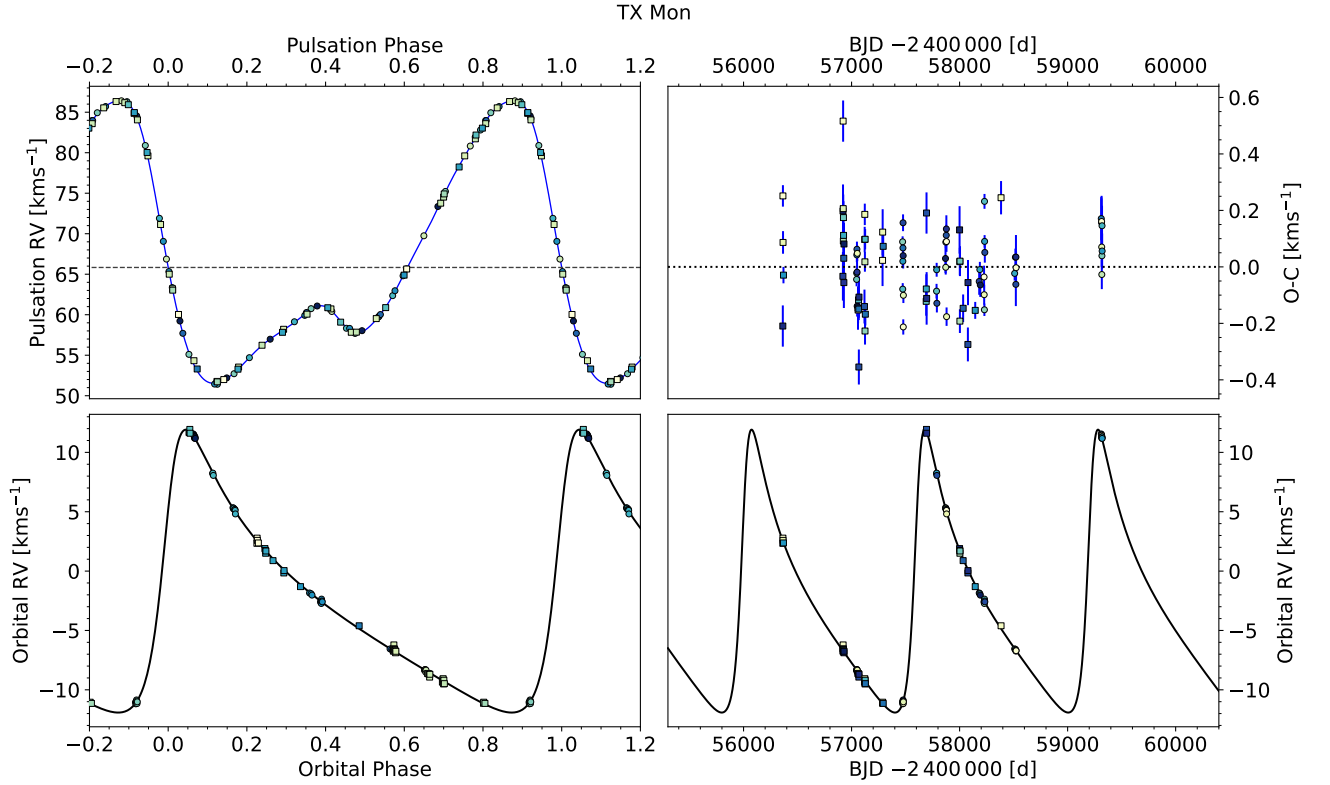 TX Mon
Pulsation Phase
BJD −2 400 000 [d]
−0.2 0.0 0.2 0.4 0.6 0.8 1.0 1.2
56000 57000 58000 59000 60000
Pulsation RV [kms−1]
85
80
75
70
65
60
55
50
0.6
0.4
0.2
0.0
−0.2
−0.4
O-C [kms−1]
Orbital RV [kms−1]
10
5
0
−5
−10
10
5
0
−5
−10
Orbital RV [kms−1]
−0.2 0.0 0.2 0.4 0.6 0.8 1.0 1.2
56000 57000 58000 59000 60000
Orbital Phase
BJD −2 400 000 [d]